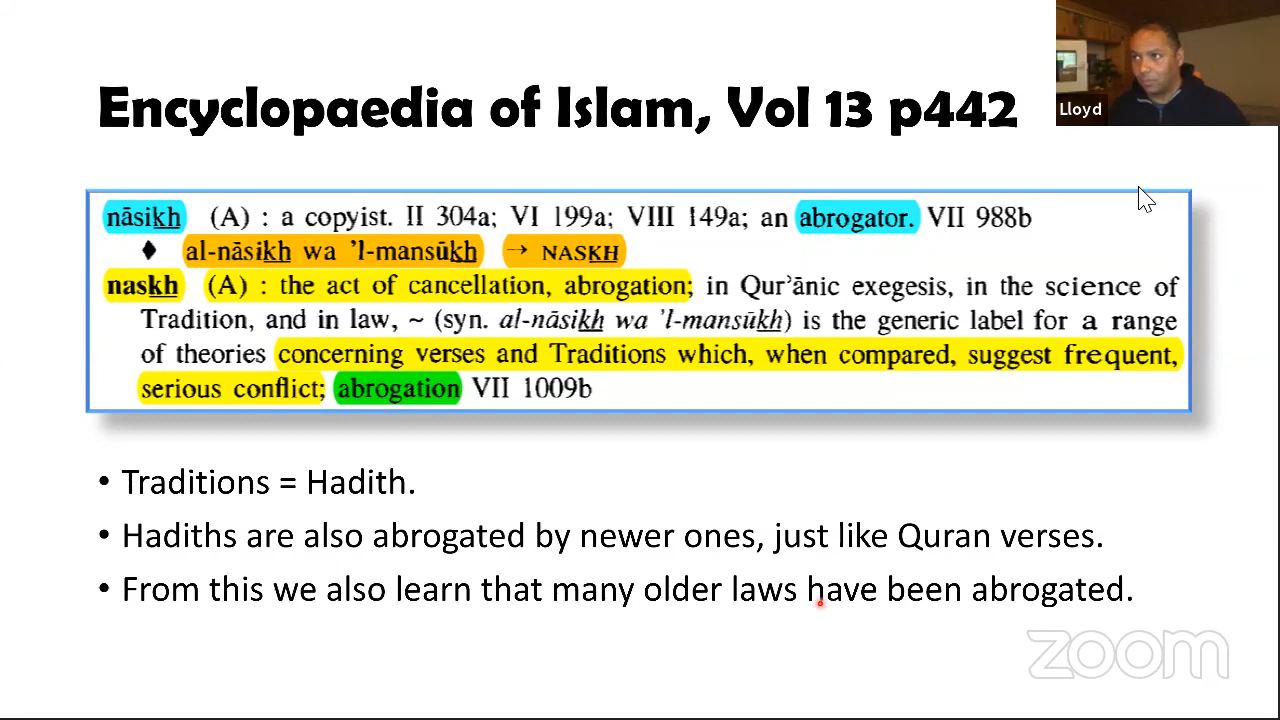 Encyclopaedia of Islam, Vol 13 p442
Lloyd
nāsikh (A) : a copyist. II 304a; VI 199a; VIII 149a; an abrogator. VII 988b
♦ al-nāsikh wa ’l-mansūkh → NASKH
naskh (A) : the act of cancellation, abrogation; in Qurʾānic exegesis, in the science of
Tradition, and in law, ~ (syn. al-nāsikh wa ’l-mansūkh) is the generic label for a range
of theories concerning verses and Traditions which, when compared, suggest frequent,
serious conflict; abrogation VII 1009b
• Traditions = Hadith.
• Hadiths are also abrogated by newer ones, just like Quran verses.
• From this we also learn that many older laws have been abrogated.
zoom